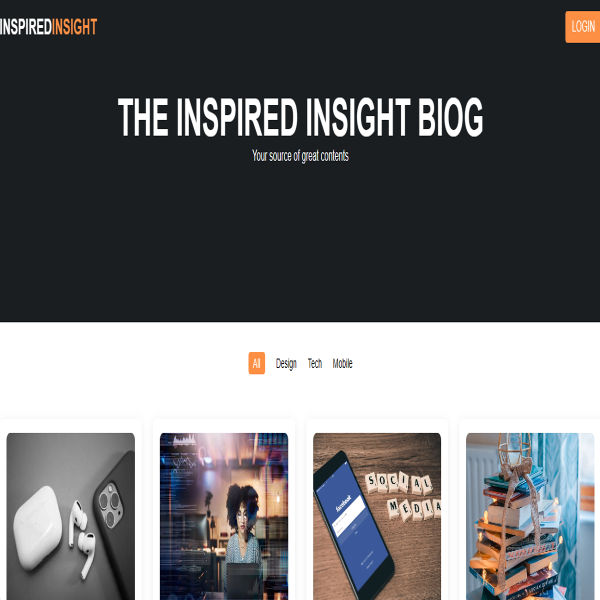 INSPIREDINSIGHT
LOGIN
THE INSPIRED INSIGHT BIOG
Your source of great contents
All Design Tech Mobile
facebook
SOCIAL
MEDIA